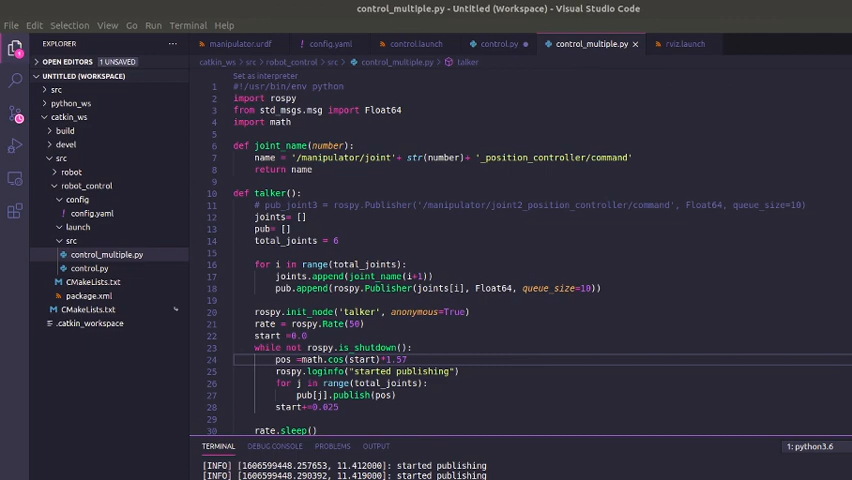 control_multiple.py - Untitled (Workspace) - Visual Studio Code
File Edit Selection View Go Run Terminal Help
EXPLORER
OPEN EDITORS 1 UNSAVED
UNTITLED (WORKSPACE)
src
python_ws
catkin_ws
build
devel
src
robot
robot_control
config
config.yaml
launch
src
control_multiple.py
control.py
CMakeLists.txt
package.xml
CMakeLists.txt
.catkin_workspace
manipulator.urdf config.yaml control.launch control.py control_multiple.py rviz.launch
catkin_ws > src > robot_control > src > control_multiple.py > talker
Set as interpreter
1 #!/usr/bin/env python
2 import rospy
3 from std_msgs.msg import Float64
4 import math
5
6 def joint_name(number):
7 name = '/manipulator/joint'+ str(number)+ '_position_controller/command'
8 return name
9
10 def talker():
11 # pub_joint3 = rospy.Publisher('/manipulator/joint2_position_controller/command', Float64, queue_size=10)
12 joints= []
13 pub= []
14 total_joints = 6
15
16 for i in range(total_joints):
17 joints.append(joint_name(i+1))
18 pub.append(rospy.Publisher(joints[i], Float64, queue_size=10))
19
20 rospy.init_node('talker', anonymous=True)
21 rate = rospy.Rate(50)
22 start =0.0
23 while not rospy.is_shutdown():
24 pos =math.cos(start)*1.57
25 rospy.loginfo("started publishing")
26 for j in range(total_joints):
27 pub[j].publish(pos)
28 start+=0.025
29
30 rate.sleep()
TERMINAL DEBUG CONSOLE PROBLEMS OUTPUT 1: python3.6
[INFO] [1606599448.257653, 11.412000]: started publishing
[INFO] [1606599448.290392, 11.419000]: started publishing